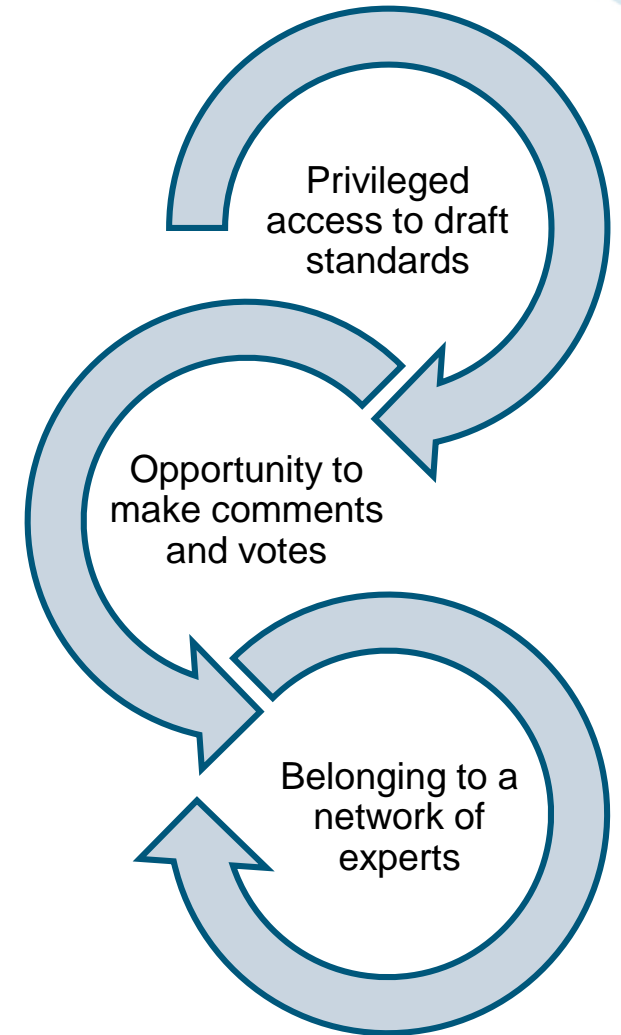 Privileged
access to draft
standards
Opportunity to
make comments
and votes
Belonging to a
network of
experts